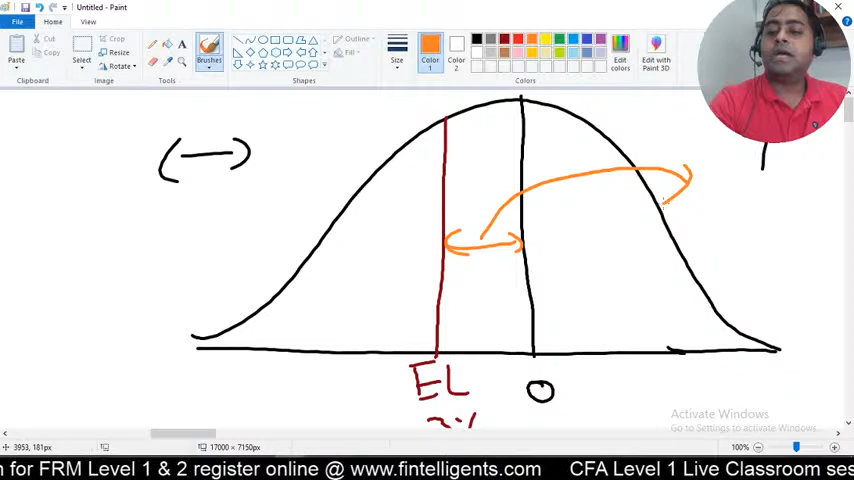 Untitled - Paint
File
Home
View
Paste
Cut
Copy
Clipboard
Select
Crop
Resize
Rotate
Image
A
Tools
Brushes
Outline
Fill
Shapes
Size
Color 1
Color 2
Colors
Edit colors
Edit with Paint 3D
EL
0
Activate Windows
Go to Settings to activate Windows.
3953, 181px
17000 × 7150px
100%
n for FRM Level 1 & 2 register online @ www.fintelligents.com
CFA Level 1 Live Classroom ses